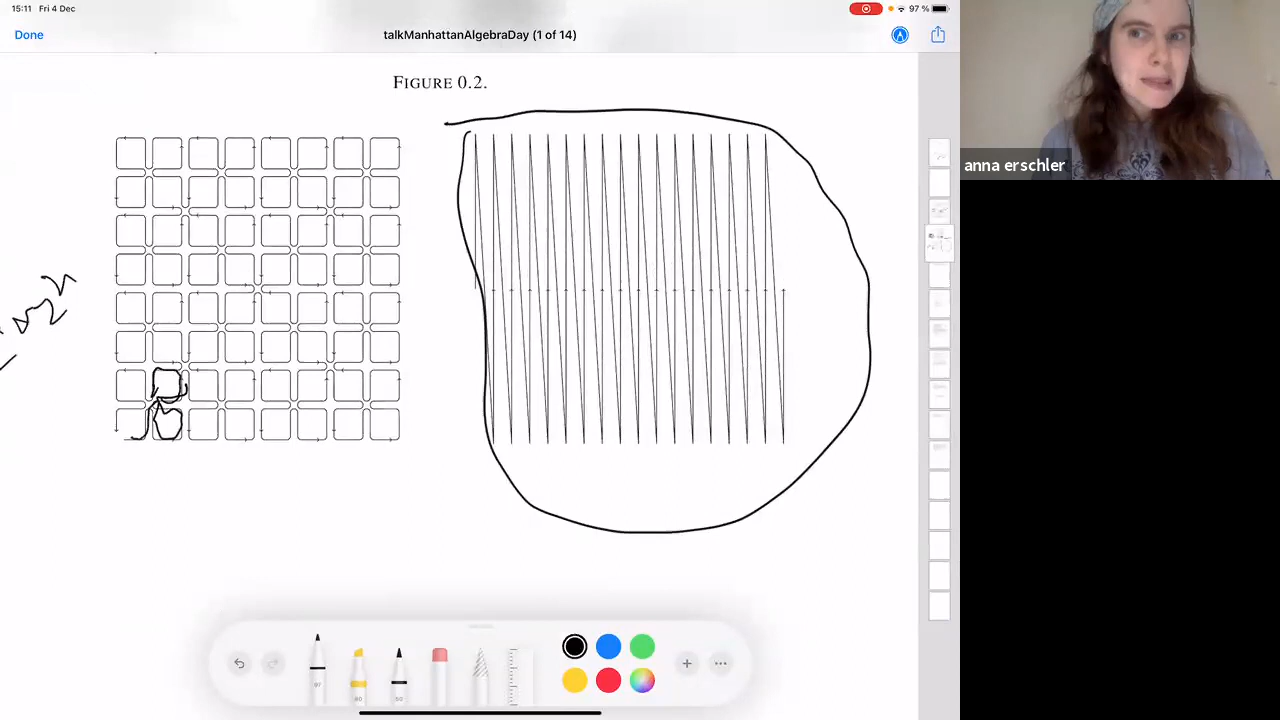 15:11 Fri 4 Dec
97 %
Done
talkManhattanAlgebraDay (1 of 14)
FIGURE 0.2.
anna erschler